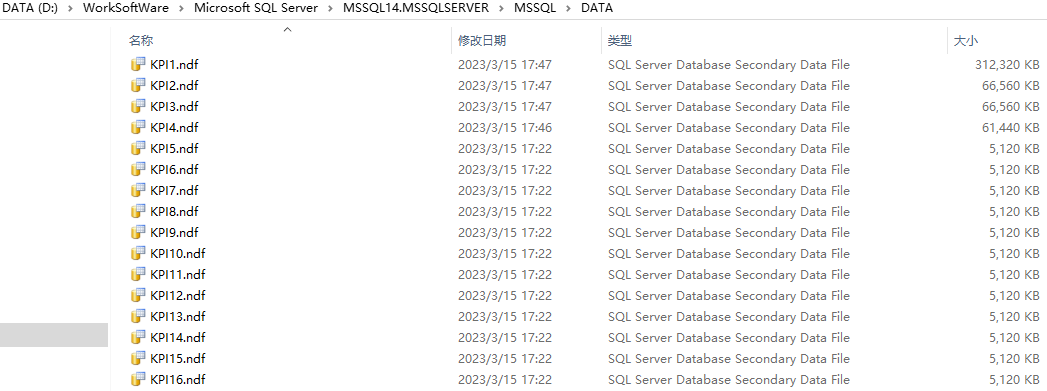 DATA (D:) > WorkSoftWare > Microsoft SQL Server > MSSQL14.MSSQLSERVER > MSSQL > DATA
名称 修改日期 类型 大小
KPI1.ndf 2023/3/15 17:47 SQL Server Database Secondary Data File 312,320 KB
KPI2.ndf 2023/3/15 17:47 SQL Server Database Secondary Data File 66,560 KB
KPI3.ndf 2023/3/15 17:47 SQL Server Database Secondary Data File 66,560 KB
KPI4.ndf 2023/3/15 17:46 SQL Server Database Secondary Data File 61,440 KB
KPI5.ndf 2023/3/15 17:22 SQL Server Database Secondary Data File 5,120 KB
KPI6.ndf 2023/3/15 17:22 SQL Server Database Secondary Data File 5,120 KB
KPI7.ndf 2023/3/15 17:22 SQL Server Database Secondary Data File 5,120 KB
KPI8.ndf 2023/3/15 17:22 SQL Server Database Secondary Data File 5,120 KB
KPI9.ndf 2023/3/15 17:22 SQL Server Database Secondary Data File 5,120 KB
KPI10.ndf 2023/3/15 17:22 SQL Server Database Secondary Data File 5,120 KB
KPI11.ndf 2023/3/15 17:22 SQL Server Database Secondary Data File 5,120 KB
KPI12.ndf 2023/3/15 17:22 SQL Server Database Secondary Data File 5,120 KB
KPI13.ndf 2023/3/15 17:22 SQL Server Database Secondary Data File 5,120 KB
KPI14.ndf 2023/3/15 17:22 SQL Server Database Secondary Data File 5,120 KB
KPI15.ndf 2023/3/15 17:22 SQL Server Database Secondary Data File 5,120 KB
KPI16.ndf 2023/3/15 17:22 SQL Server Database Secondary Data File 5,120 KB